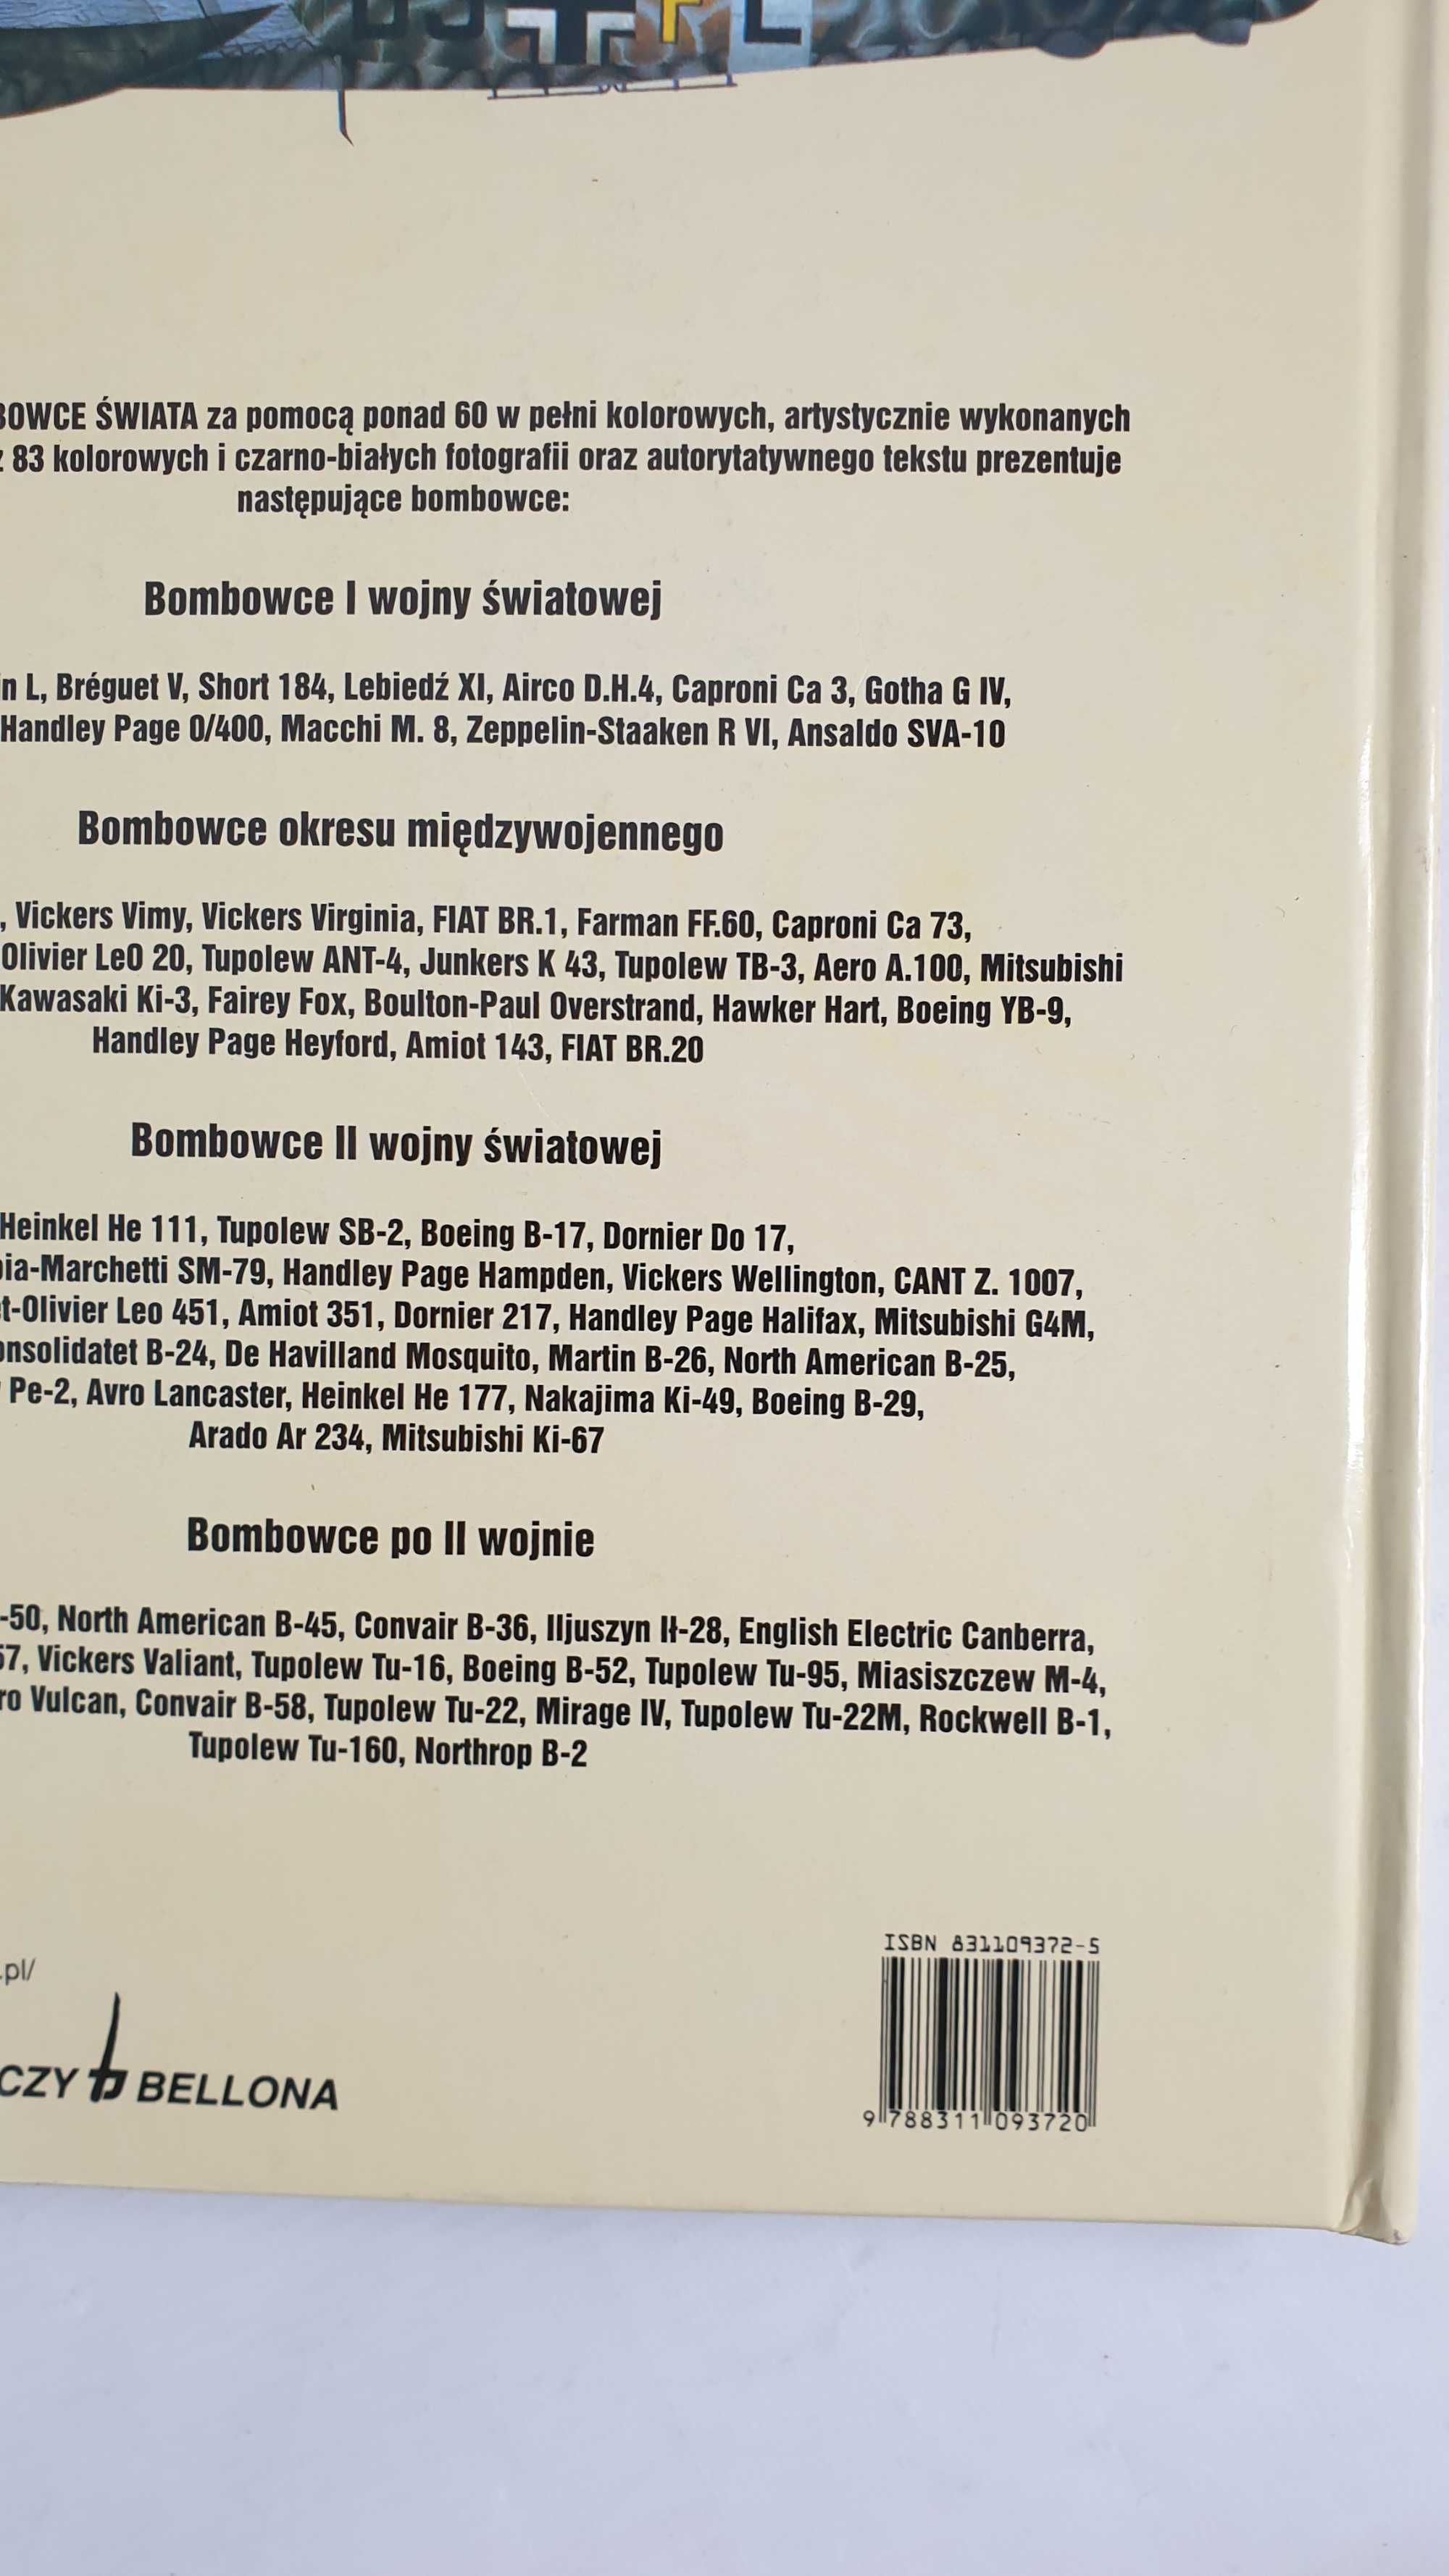 ŚWIATA za pomocą ponad 60 w pełni kolorowych, artystycznie wykonanych
83 kolorowych i czarno-białych fotografii oraz autorytatywnego tekstu prezentuje
następujące bombowce:
Bombowce I wojny światowej
L, Bréguet V, Short 184, Lebiedź XI, Airco D.H.4, Caproni Ca 3, Gotha G IV,
Handley Page 0/400, Macchi M. 8, Zeppelin-Staaken R VI, Ansaldo SVA-10
Bombowce okresu międzywojennego
, Vickers Vimy, Vickers Virginia, FIAT BR.1, Farman FF.60, Caproni Ca 73,
Olivier LeO 20, Tupolew ANT-4, Junkers K 43, Tupolew TB-3, Aero A.100, Mitsubishi
Kawasaki Ki-3, Fairey Fox, Boulton-Paul Overstrand, Hawker Hart, Boeing YB-9,
Handley Page Heyford, Amiot 143, FIAT BR.20
Bombowce II wojny światowej
Heinkel He 111, Tupolew SB-2, Boeing B-17, Dornier Do 17,
ia-Marchetti SM-79, Handley Page Hampden, Vickers Wellington, CANT Z. 1007,
t-Olivier Leo 451, Amiot 351, Dornier 217, Handley Page Halifax, Mitsubishi G4M,
onsolidatet B-24, De Havilland Mosquito, Martin B-26, North American B-25,
Pe-2, Avro Lancaster, Heinkel He 177, Nakajima Ki-49, Boeing B-29,
Arado Ar 234, Mitsubishi Ki-67
Bombowce po II wojnie
-50, North American B-45, Convair B-36, Iljuszyn Ił-28, English Electric Canberra,
57, Vickers Valiant, Tupolew Tu-16, Boeing B-52, Tupolew Tu-95, Miasiszczew M-4,
ro Vulcan, Convair B-58, Tupolew Tu-22, Mirage IV, Tupolew Tu-22M, Rockwell B-1,
Tupolew Tu-160, Northrop B-2
.pl/
CZY BELLONA
ISBN 831109372-5
9 788311 093720